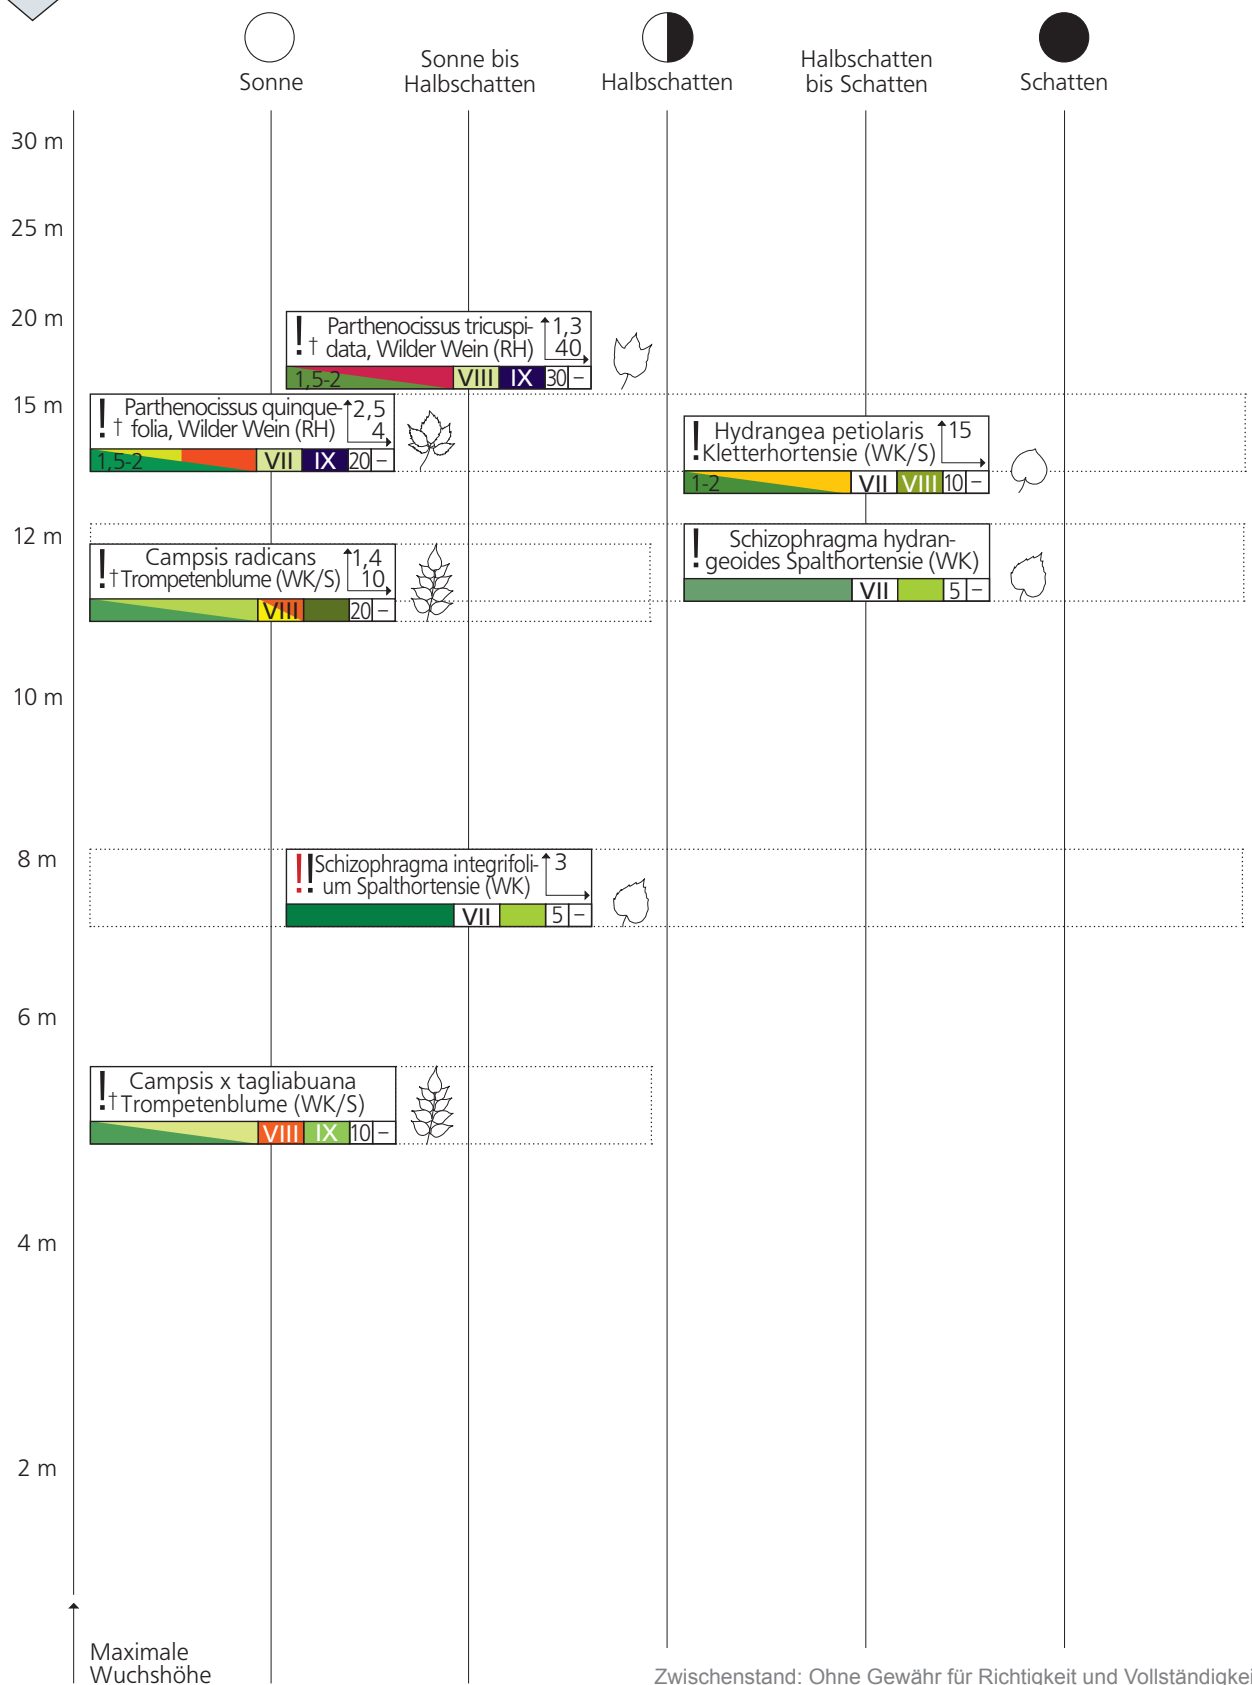 Sonne
Sonne bis
Halbschatten
Halbschatten
Halbschatten
bis Schatten
Schatten
30 m
25 m
20 m
! † Parthenocissus tricuspi- 1,3
data, Wilder Wein (RH) 40
1,5-2 VIII IX 30 –
15 m
! † Parthenocissus quinque- 2,5
folia, Wilder Wein (RH) 4
1,5-2 VII IX 20 –
! Hydrangea petiolaris 15
Kletterhortensie (WK/S)
1-2 VII VIII 10 –
12 m
! Schizophragma hydran-
geoides Spalthortensie (WK)
VII 5 –
! Campsis radicans 1,4
†Trompetenblume (WK/S) 10
VIII 20 –
10 m
8 m
!! Schizophragma integrifoli- 3
um Spalthortensie (WK)
VII 5 –
6 m
! Campsis x tagliabuana
†Trompetenblume (WK/S)
VIII IX 10 –
4 m
2 m
Maximale
Wuchshöhe
Zwischenstand: Ohne Gewähr für Richtigkeit und Vollständigkei